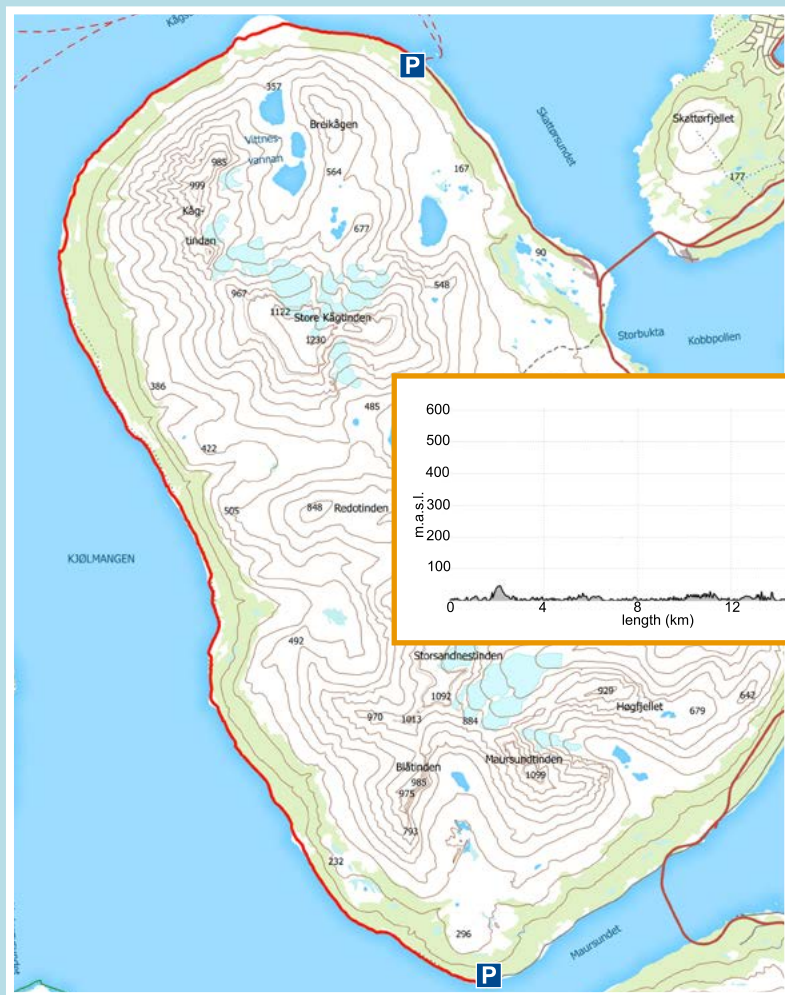 Kågs
P
357
Breikågen
Skattørsundet
Skattørfjellet
Vittnes-
vannan
985
564
167
177
999
Kåg-
tindan
677
90
967
548
1122
Store Kågtinden
1230
Storbukta
Kobbpollen
386
485
422
505
848
Redotinden
KJØLMANGEN
600
500
400
300
200
100
m.a.s.l.
0
4
8
12
length (km)
492
Storsandnestinden
1092
929
642
970
1013
884
Høgfjellet
679
Blåtinden
985
975
Maursundtinden
1099
793
232
296
Maursundet
P